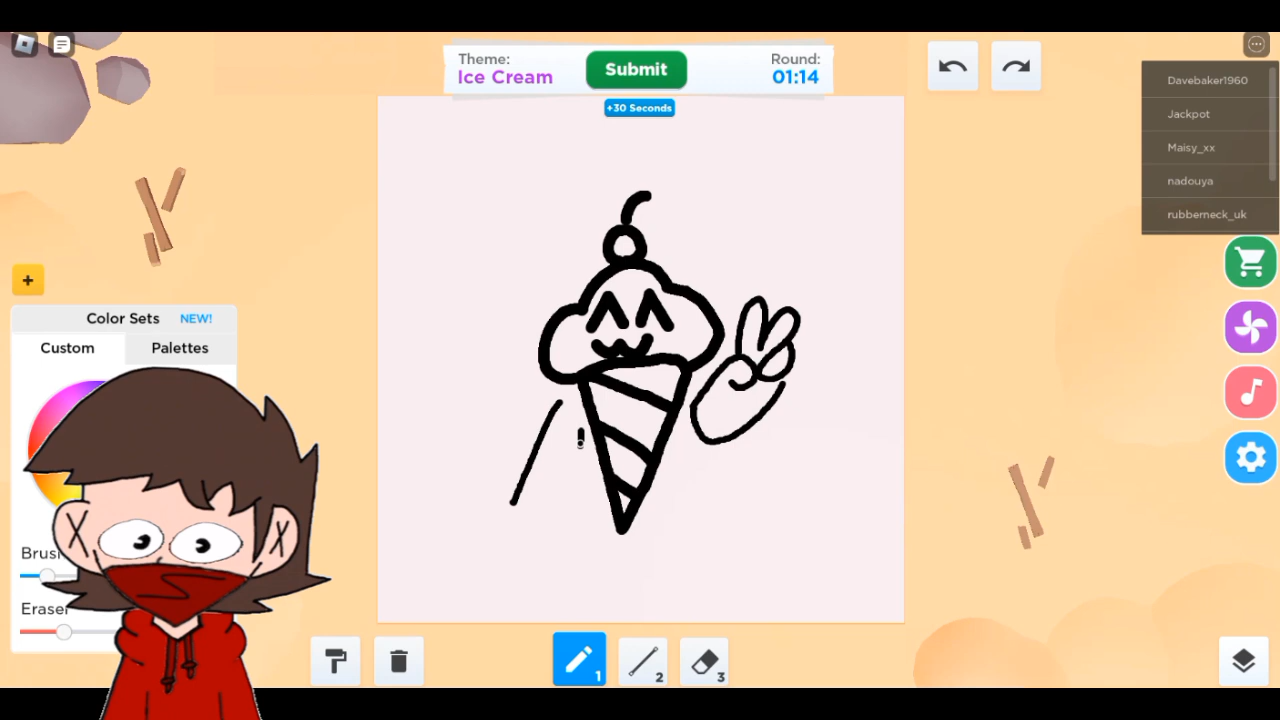 Theme:
Ice Cream
Submit
Round:
01:14
+30 Seconds
Davebaker1960
Jackpot
Maisy_xx
nadouya
rubberneck_uk
+
Color Sets NEW!
Custom Palettes
Eraser
1
2
3